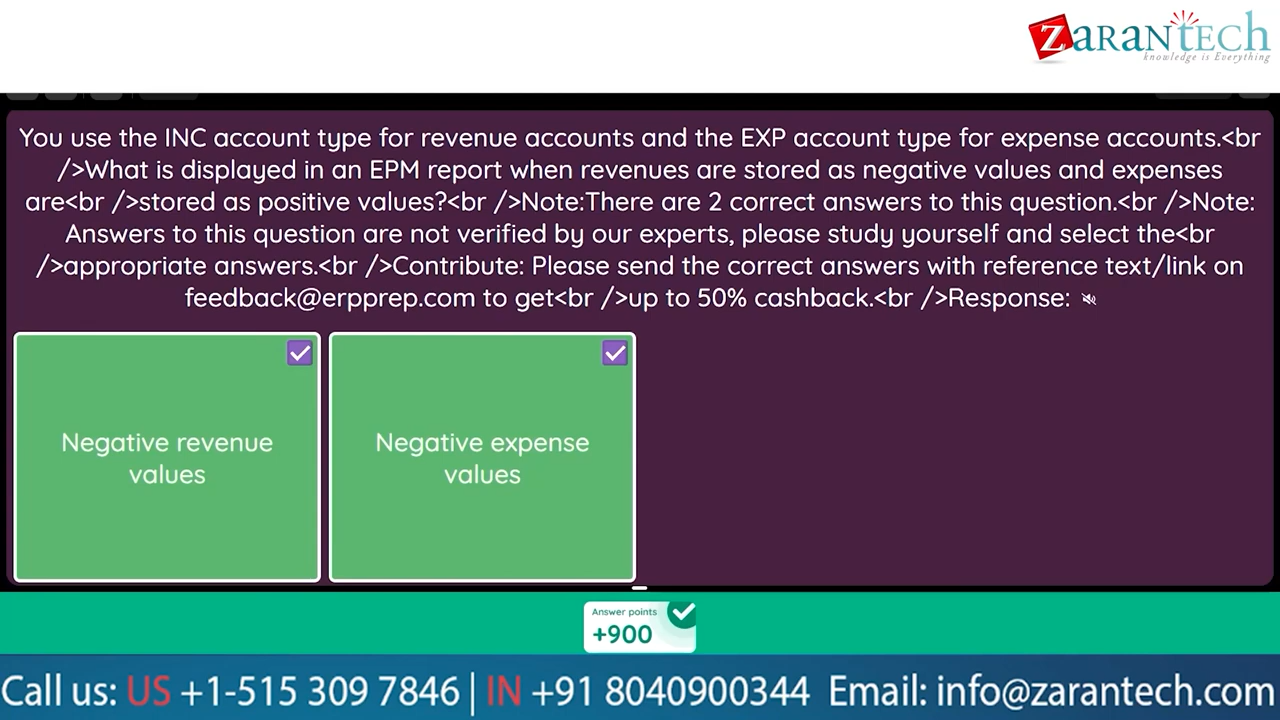 ZARANTECH
knowledge is Everything
You use the INC account type for revenue accounts and the EXP account type for expense accounts.<br
/>What is displayed in an EPM report when revenues are stored as negative values and expenses
are<br />stored as positive values?<br />Note:There are 2 correct answers to this question.<br />Note:
Answers to this question are not verified by our experts, please study yourself and select the<br
/>appropriate answers.<br />Contribute: Please send the correct answers with reference text/link on
feedback@erpprep.com to get<br />up to 50% cashback.<br />Response:
Negative revenue
values
Negative expense
values
Answer points
+900
Call us: US +1-515 309 7846 | IN +91 8040900344 Email: info@zarantech.com